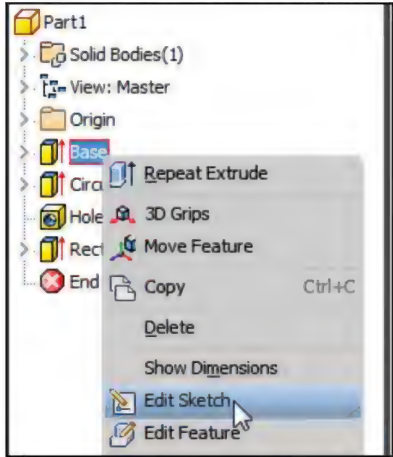 Part1
Solid Bodies(1)
View: Master
Origin
Base
Repeat Extrude
Circu
3D Grips
Hole
Rect
Move Feature
End
Copy Ctrl+C
Delete
Show Dimensions
Edit Sketch
Edit Feature